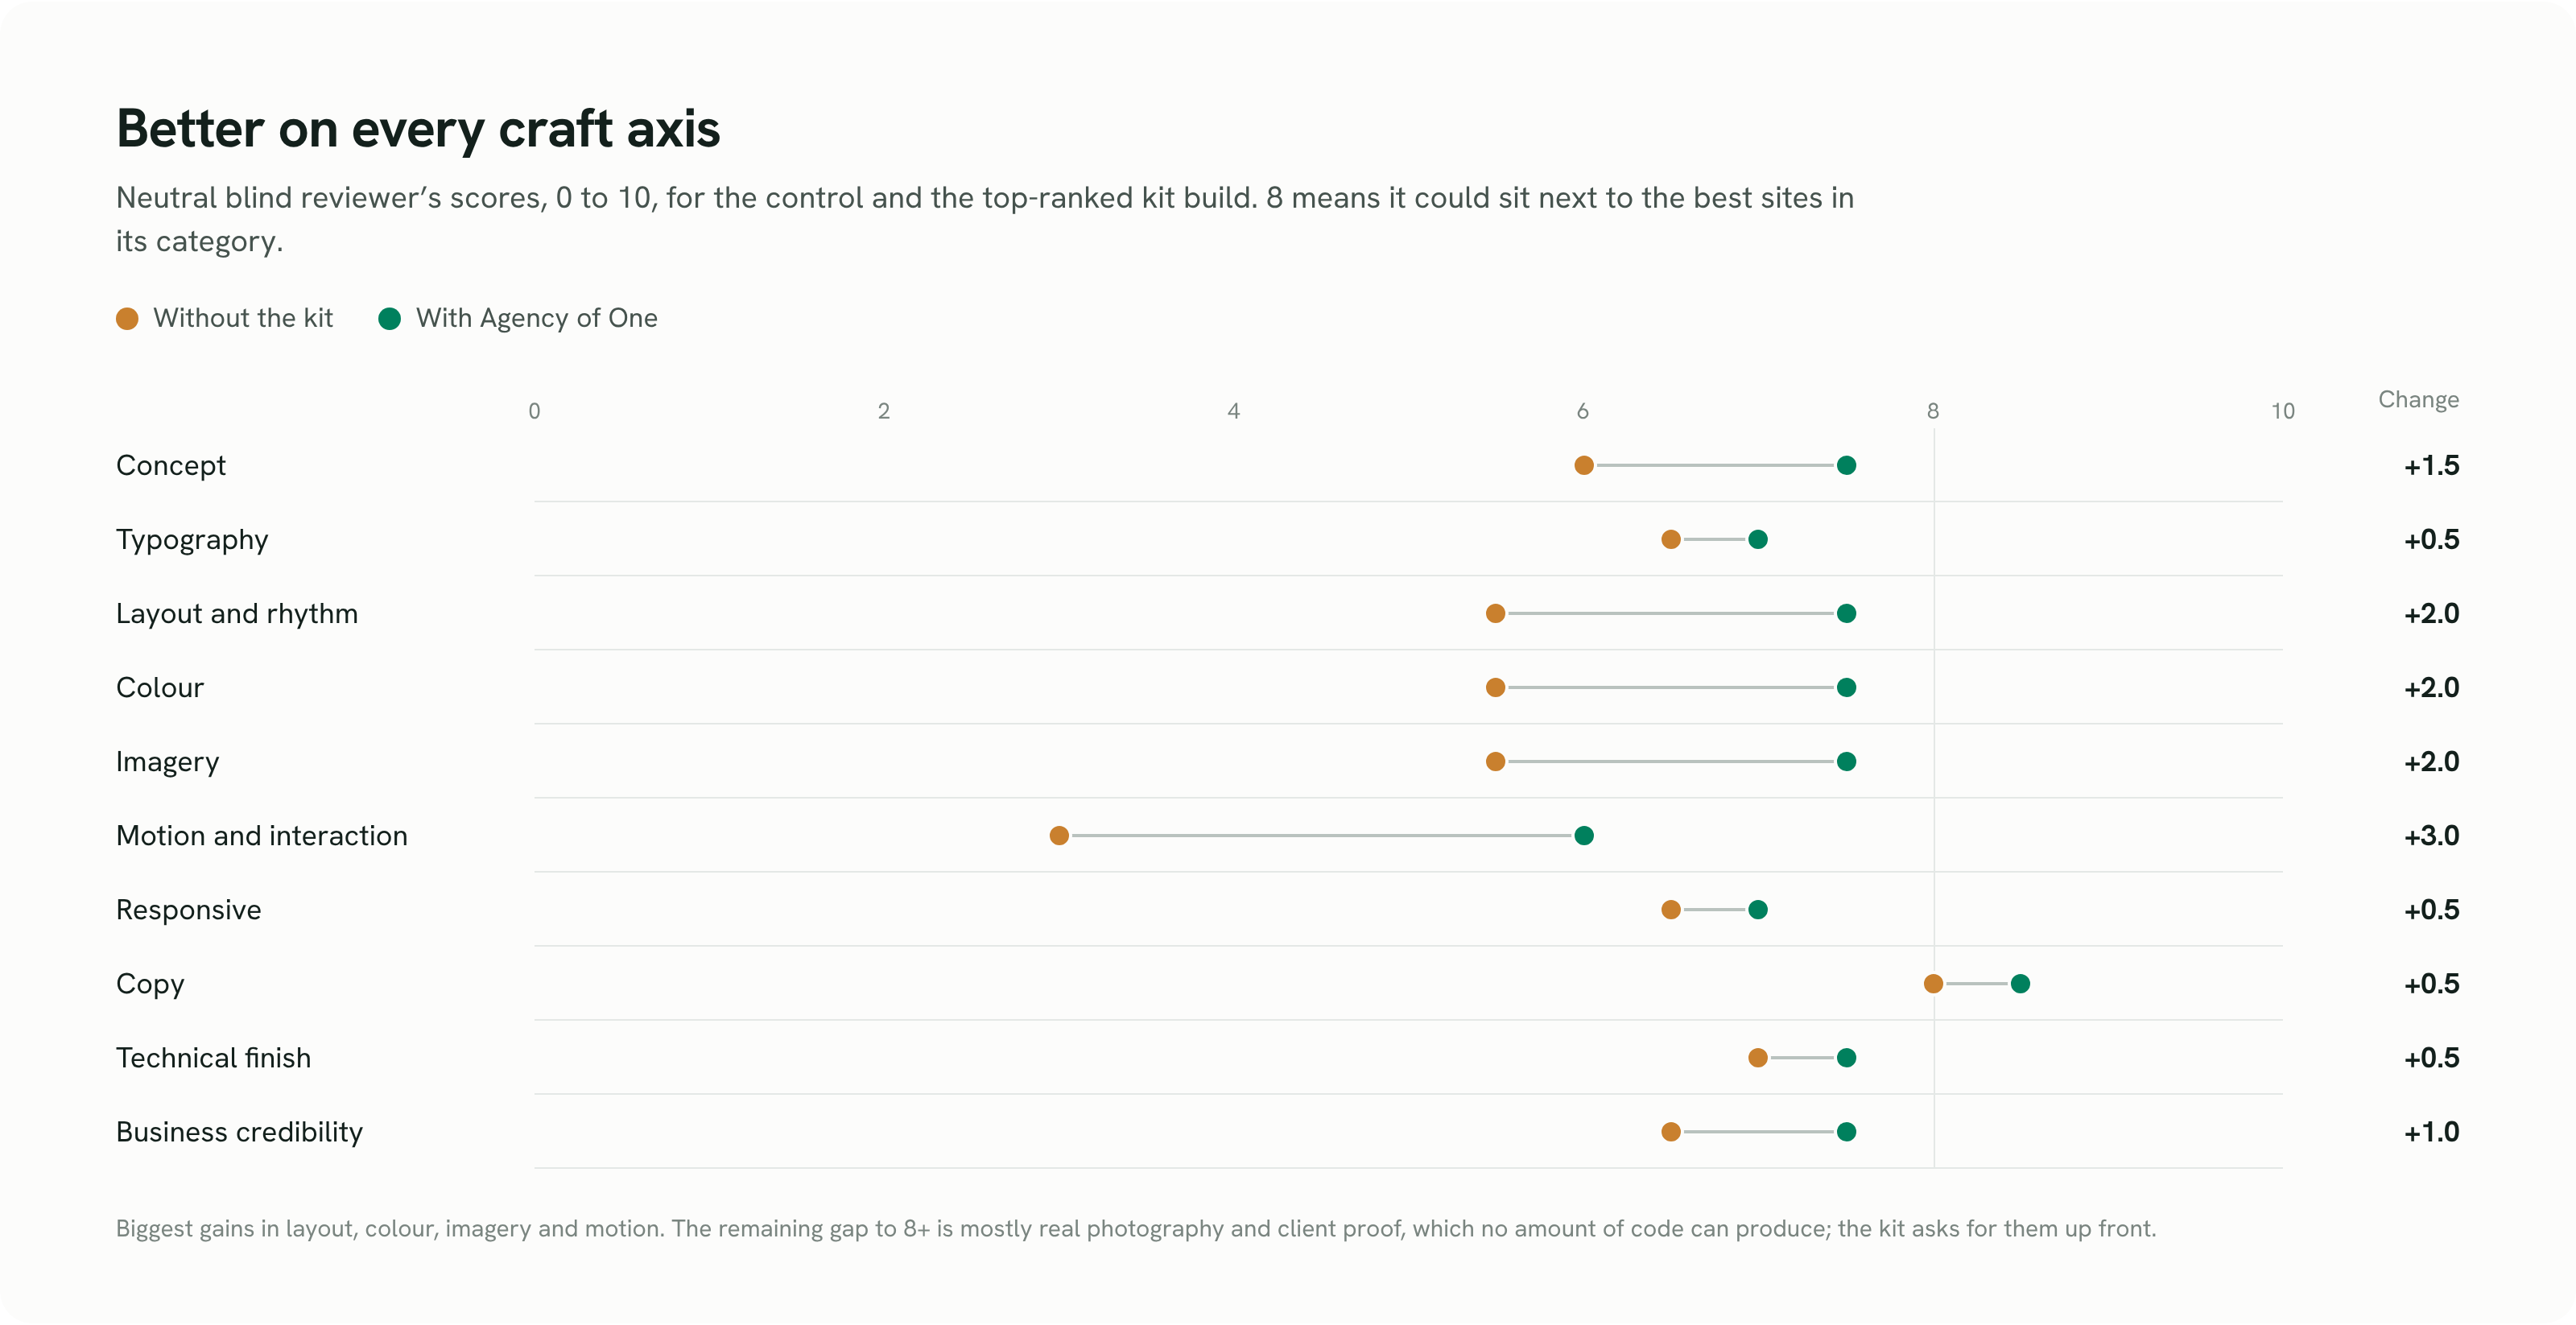 Better on every craft axis
Neutral blind reviewer’s scores, 0 to 10, for the control and the top-ranked kit build. 8 means it could sit next to the best sites in
its category.
Without the kit With Agency of One
0 2 4 6 8 10 Change
Concept +1.5
Typography +0.5
Layout and rhythm +2.0
Colour +2.0
Imagery +2.0
Motion and interaction +3.0
Responsive +0.5
Copy +0.5
Technical finish +0.5
Business credibility +1.0
Biggest gains in layout, colour, imagery and motion. The remaining gap to 8+ is mostly real photography and client proof, which no amount of code can produce; the kit asks for them up front.